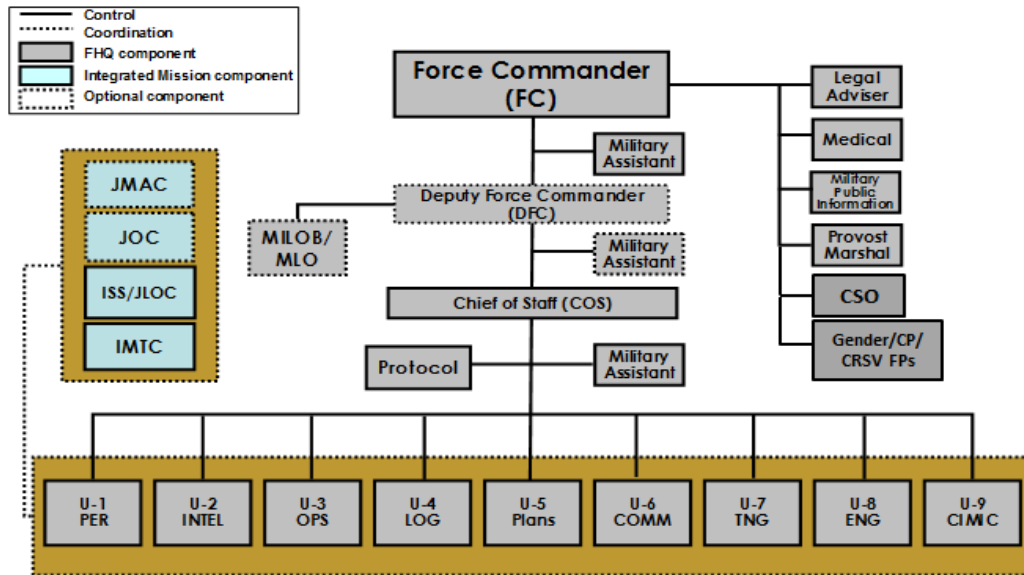 Control
Coordination
FHQ component
Integrated Mission component
Optional component
Force Commander
(FC)
Legal
Adviser
Medical
Military
Public
Information
Provost
Marshal
CSO
Gender/CP/
CRSV FPs
Military
Assistant
Deputy Force Commander
(DFC)
MILOB/
MLO
Military
Assistant
Chief of Staff (COS)
Protocol
Military
Assistant
JMAC
JOC
ISS/JLOC
IMTC
U-1
PER
U-2
INTEL
U-3
OPS
U-4
LOG
U-5
Plans
U-6
COMM
U-7
TNG
U-8
ENG
U-9
CIMIC